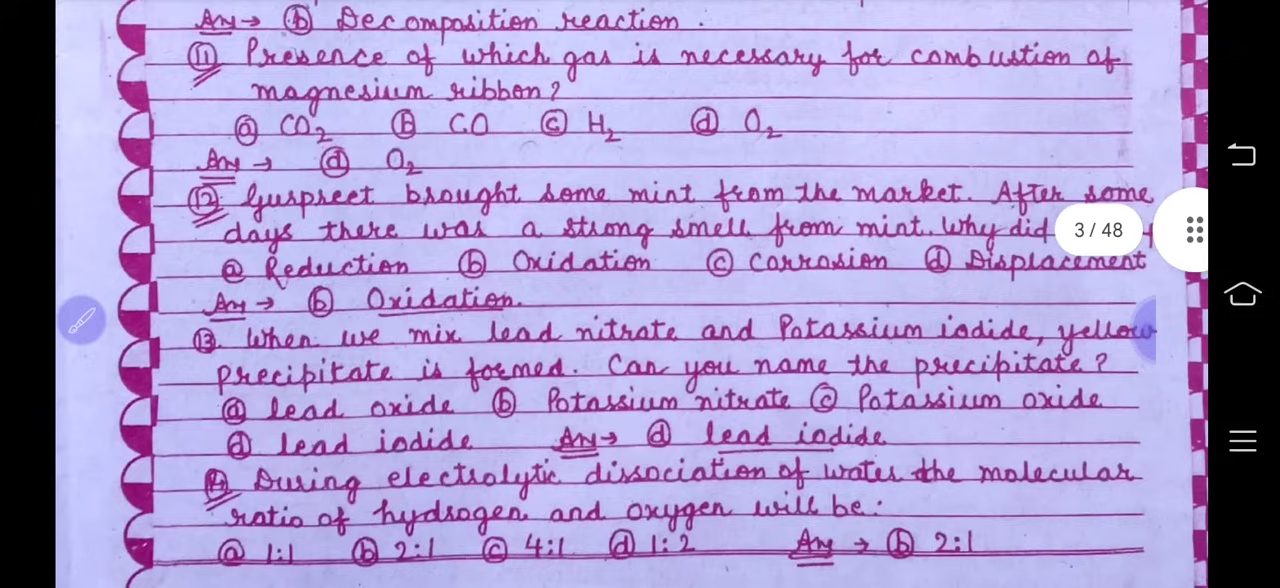 Ans → (b) Decomposition reaction.
(11) Presence of which gas is necessary for combustion of
magnesium ribbon?
(a) CO₂ (B) CO (c) H₂ (d) O₂
Ans → (d) O₂
(12) Guspreet brought some mint from the market. After some
days there was a strong smell from mint. Why did
3 / 48
(a) Reduction (b) Oxidation (c) Corrosion (d) Displacement
Ans → (b) Oxidation.
(13) When we mix lead nitrate and Potassium iodide, yellow
precipitate is formed. Can you name the precipitate?
(a) lead oxide (b) Potassium nitrate (c) Potassium oxide
(d) lead iodide Ans → (d) lead iodide
During electrolytic dissociation of water the molecular
ratio of hydrogen and oxygen will be:
(a) 1:1 (b) 2:1 (c) 4:1 (d) 1:2 Ans → (b) 2:1